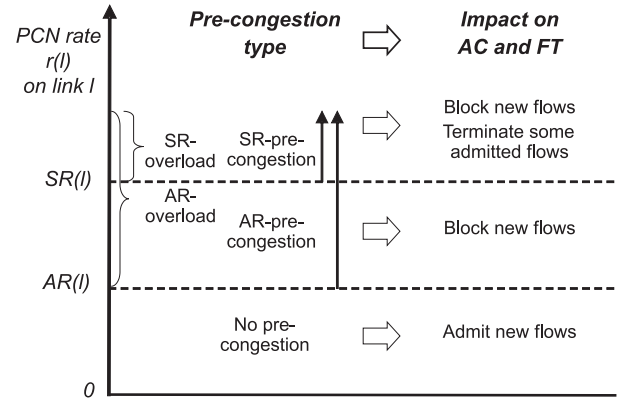 PCN rate
r(l)
on link l
Pre-congestion
type
Impact on
AC and FT
SR-
overload
SR-pre-
congestion
Block new flows
Terminate some
admitted flows
SR(l)
AR-
overload
AR-pre-
congestion
Block new flows
AR(l)
No pre-
congestion
Admit new flows
0